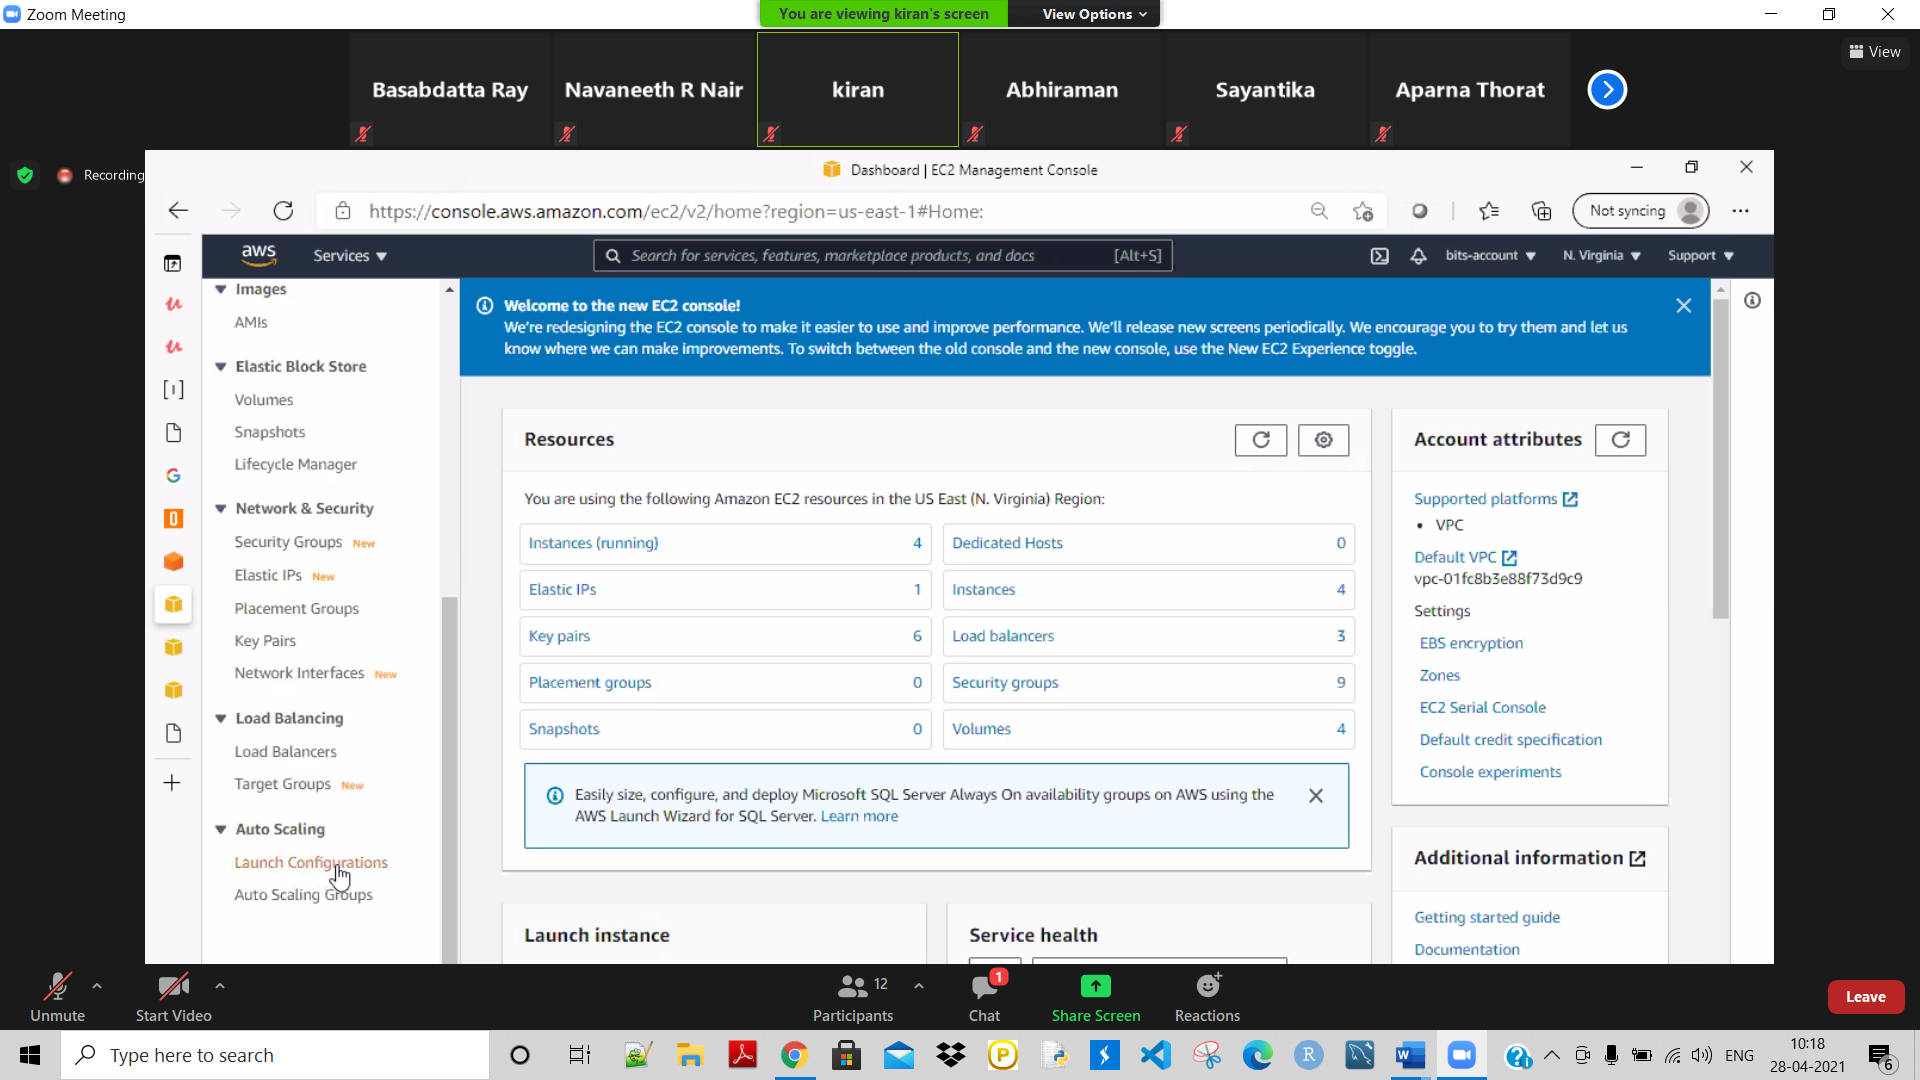 Zoom Meeting
You are viewing kiran's screen
View Options
View
Basabdatta Ray
Navaneeth R Nair
kiran
Abhiraman
Sayantika
Aparna Thorat
Recording
Dashboard | EC2 Management Console
https://console.aws.amazon.com/ec2/v2/home?region=us-east-1#Home:
Not syncing
aws
Services
Search for services, features, marketplace products, and docs
[Alt+S]
bits-account
N. Virginia
Support
Images
AMIs
Elastic Block Store
Volumes
Snapshots
Lifecycle Manager
Network & Security
Security Groups New
Elastic IPs New
Placement Groups
Key Pairs
Network Interfaces New
Load Balancing
Load Balancers
Target Groups New
Auto Scaling
Launch Configurations
Auto Scaling Groups
Welcome to the new EC2 console!
We're redesigning the EC2 console to make it easier to use and improve performance. We'll release new screens periodically. We encourage you to try them and let us
know where we can make improvements. To switch between the old console and the new console, use the New EC2 Experience toggle.
Resources
You are using the following Amazon EC2 resources in the US East (N. Virginia) Region:
Instances (running) 4
Dedicated Hosts 0
Elastic IPs 1
Instances 4
Key pairs 6
Load balancers 3
Placement groups 0
Security groups 9
Snapshots 0
Volumes 4
Easily size, configure, and deploy Microsoft SQL Server Always On availability groups on AWS using the
AWS Launch Wizard for SQL Server. Learn more
Launch instance
Service health
Account attributes
Supported platforms
• VPC
Default VPC
vpc-01fc8b3e88f73d9c9
Settings
EBS encryption
Zones
EC2 Serial Console
Default credit specification
Console experiments
Additional information
Getting started guide
Documentation
Unmute
Start Video
12
Participants
1
Chat
Share Screen
Reactions
Leave
Type here to search
ENG
10:18
28-04-2021
6